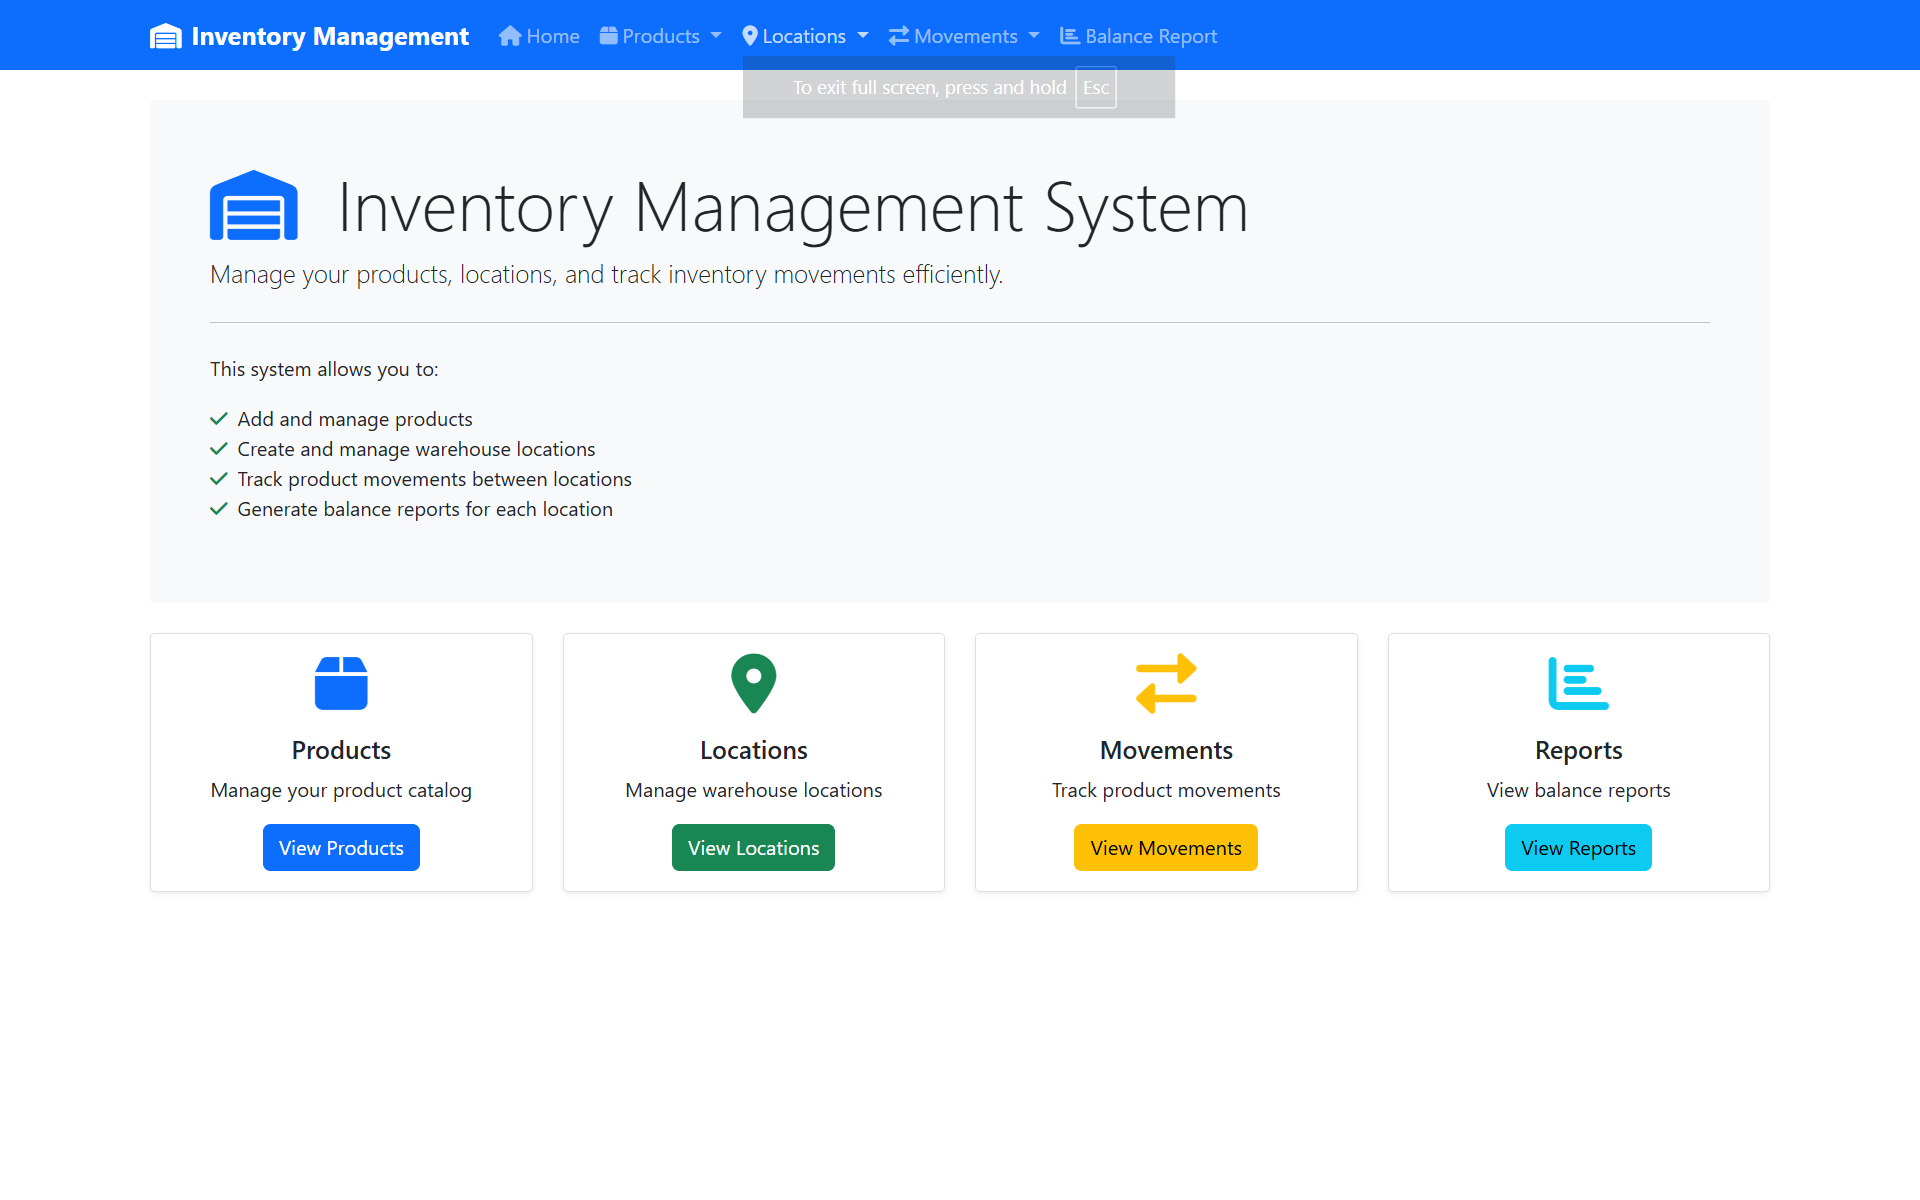 Inventory Management Home Products Locations Movements Balance Report
To exit full screen, press and hold Esc
Inventory Management System
Manage your products, locations, and track inventory movements efficiently.
This system allows you to:
Add and manage products
Create and manage warehouse locations
Track product movements between locations
Generate balance reports for each location
Products
Manage your product catalog
View Products
Locations
Manage warehouse locations
View Locations
Movements
Track product movements
View Movements
Reports
View balance reports
View Reports